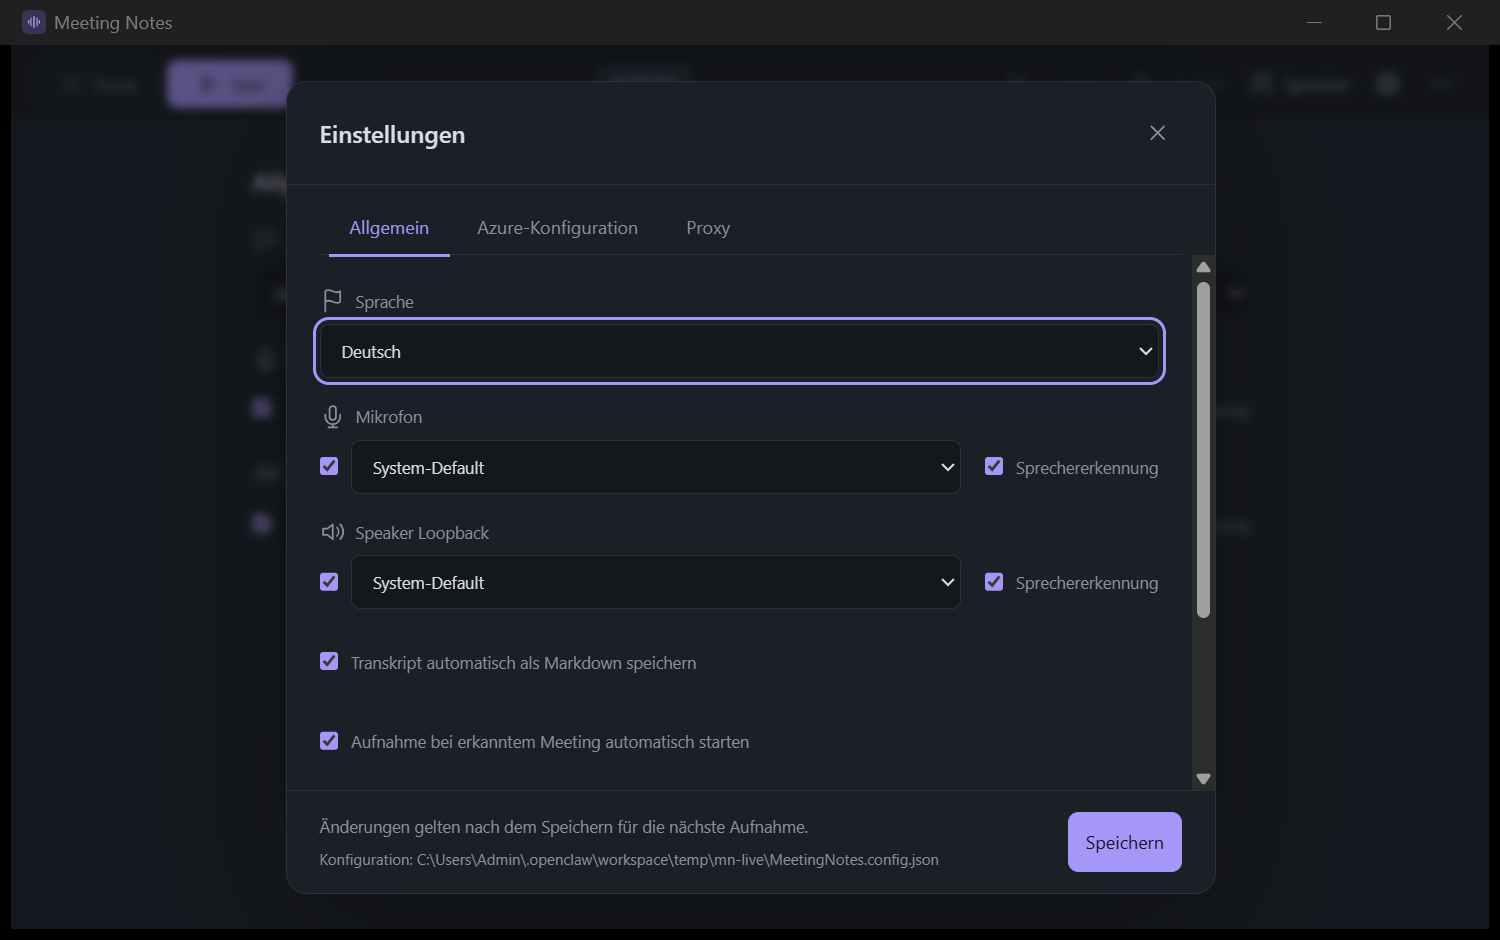 Meeting Notes
Einstellungen
Allgemein
Azure-Konfiguration
Proxy
Sprache
Deutsch
Mikrofon
System-Default
Sprechererkennung
Speaker Loopback
System-Default
Sprechererkennung
Transkript automatisch als Markdown speichern
Aufnahme bei erkanntem Meeting automatisch starten
Änderungen gelten nach dem Speichern für die nächste Aufnahme.
Konfiguration: C:\Users\Admin\.openclaw\workspace\temp\mn-live\MeetingNotes.config.json
Speichern